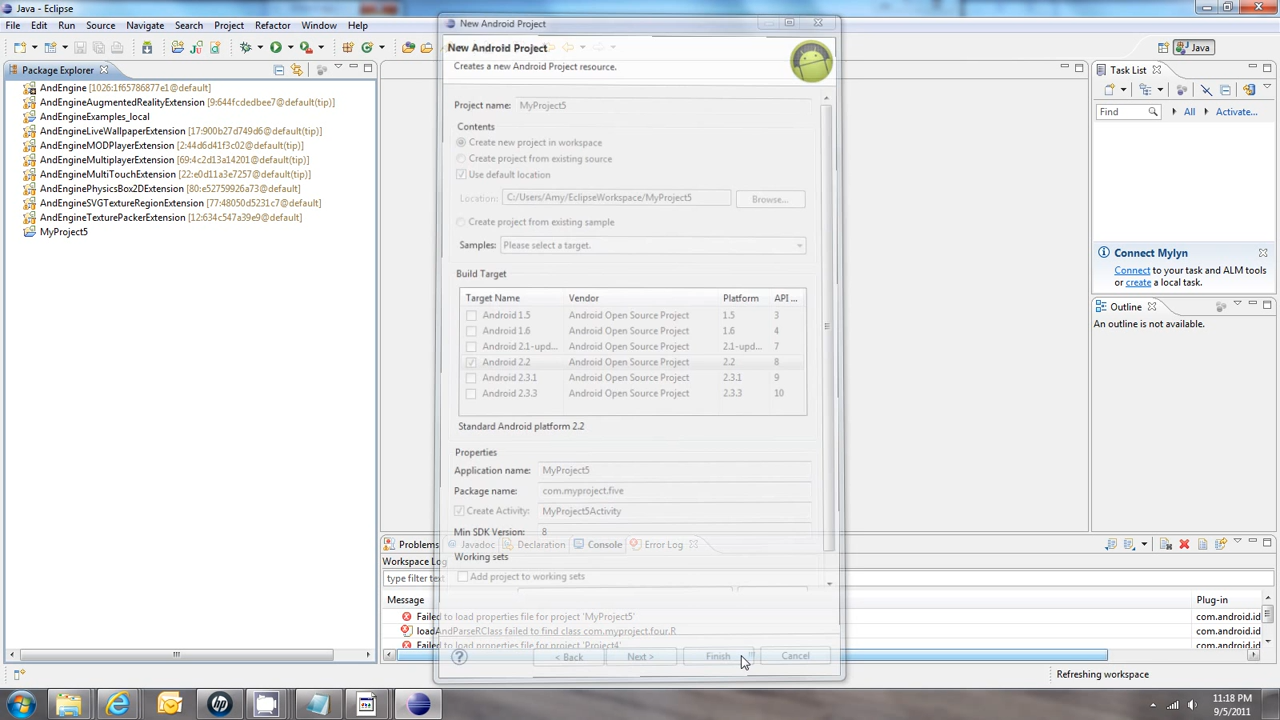 Java - Eclipse
File Edit Run Source Navigate Search Project Refactor Window Help
Java
Package Explorer
AndEngine [1026:1f65786877e1@default]
AndEngineAugmentedRealityExtension [9:644fcdedbee7@default(tip)]
AndEngineExamples_local
AndEngineLiveWallpaperExtension [17:900b27d749d6@default(tip)]
AndEngineMODPlayerExtension [2:44d6d41f3c02@default(tip)]
AndEngineMultiplayerExtension [69:4c2d13a14201@default(tip)]
AndEngineMultiTouchExtension [22:e0d11a3e7356@default(tip)]
AndEnginePhysicsBox2DExtension [80:e52759926a73@default]
AndEngineSVGTextureRegionExtension [77:48050d5231c7@default]
AndEngineTexturePackerExtension [12:634c547a39e9@default]
MyProject5
New Android Project
New Android Project
Creates a new Android Project resource.
Project name: MyProject5
Contents
Create new project in workspace
Create project from existing source
Use default location
Location: C:/Users/Amy/EclipseWorkspace/MyProject5 Browse...
Create project from existing sample
Samples: Please select a target.
Build Target
Target Name Vendor Platform API ...
Android 1.5 Android Open Source Project 1.5 3
Android 1.6 Android Open Source Project 1.6 4
Android 2.1-upd... Android Open Source Project 2.1-upd... 7
Android 2.2 Android Open Source Project 2.2 8
Android 2.3.1 Android Open Source Project 2.3.1 9
Android 2.3.3 Android Open Source Project 2.3.3 10
Standard Android platform 2.2
Properties
Application name: MyProject5
Package name: com.myproject.five
Create Activity: MyProject5Activity
Min SDK Version: 8
Working sets
Add project to working sets
< Back Next > Finish Cancel
Problems Javadoc Declaration Console Error Log
Workspace Log
type filter text
Message Plug-in
Failed to load properties file for project 'MyProject5' com.android.id
loadAndParseRClass failed to find class com.myproject.four.R com.android.id
Failed to load properties file for project 'Project4' com.android.id
Task List
Find All Activate...
Connect Mylyn
Connect to your task and ALM tools
or create a local task.
Outline
An outline is not available.
Refreshing workspace
11:18 PM
9/5/2011